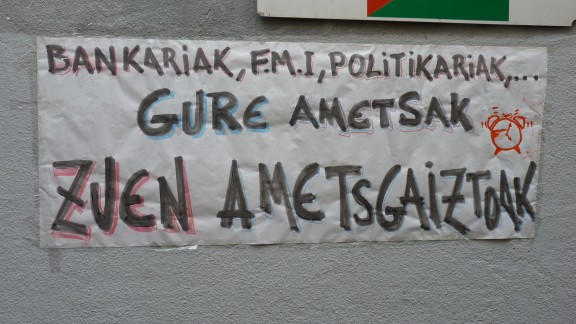 BANKARiAK, F.M.I, POLiTiKARiAK,...
GURE AMETSAK
ZUEN AMETSGAiZTOAK